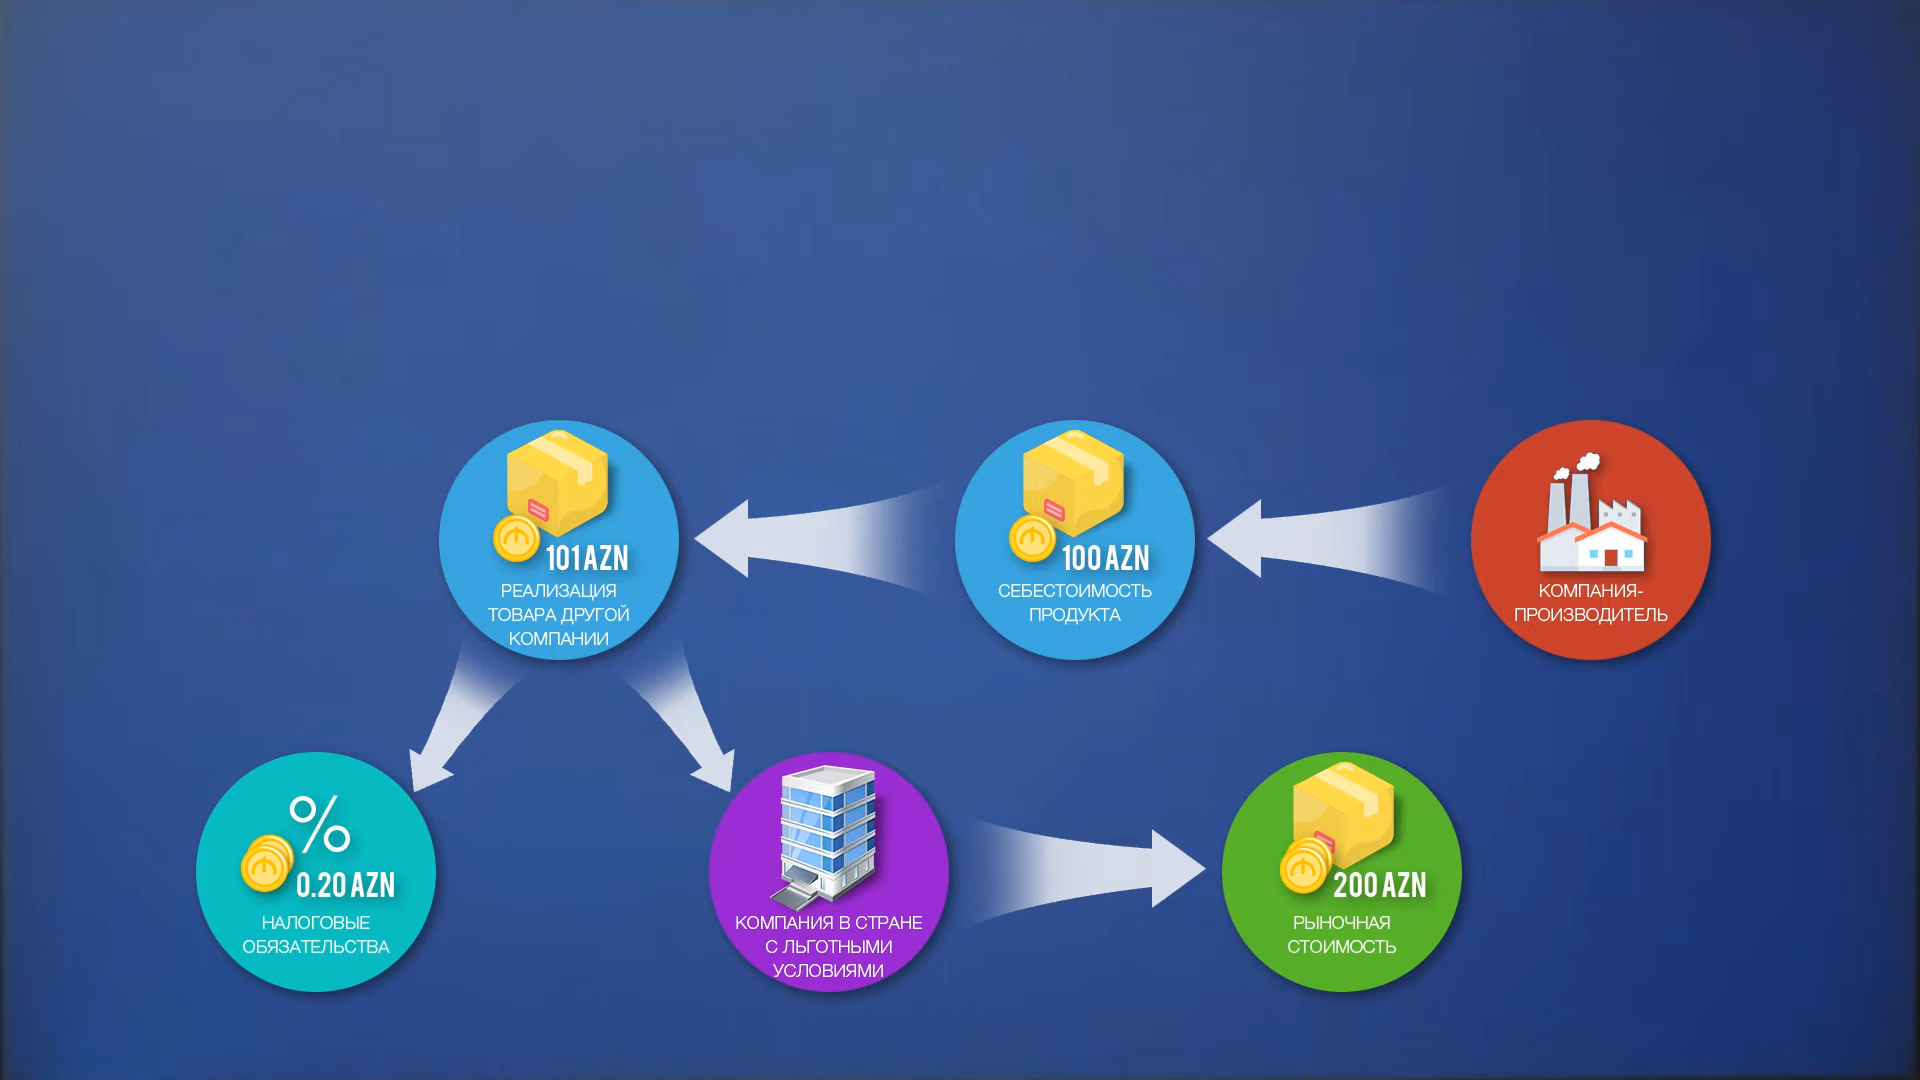 101 AZN
РЕАЛИЗАЦИЯ
ТОВАРА ДРУГОЙ
КОМПАНИИ
100 AZN
СЕБЕСТОИМОСТЬ
ПРОДУКТА
КОМПАНИЯ-
ПРОИЗВОДИТЕЛЬ
%
0.20 AZN
НАЛОГОВЫЕ
ОБЯЗАТЕЛЬСТВА
КОМПАНИЯ В СТРАНЕ
С ЛЬГОТНЫМИ
УСЛОВИЯМИ
200 AZN
РЫНОЧНАЯ
СТОИМОСТЬ